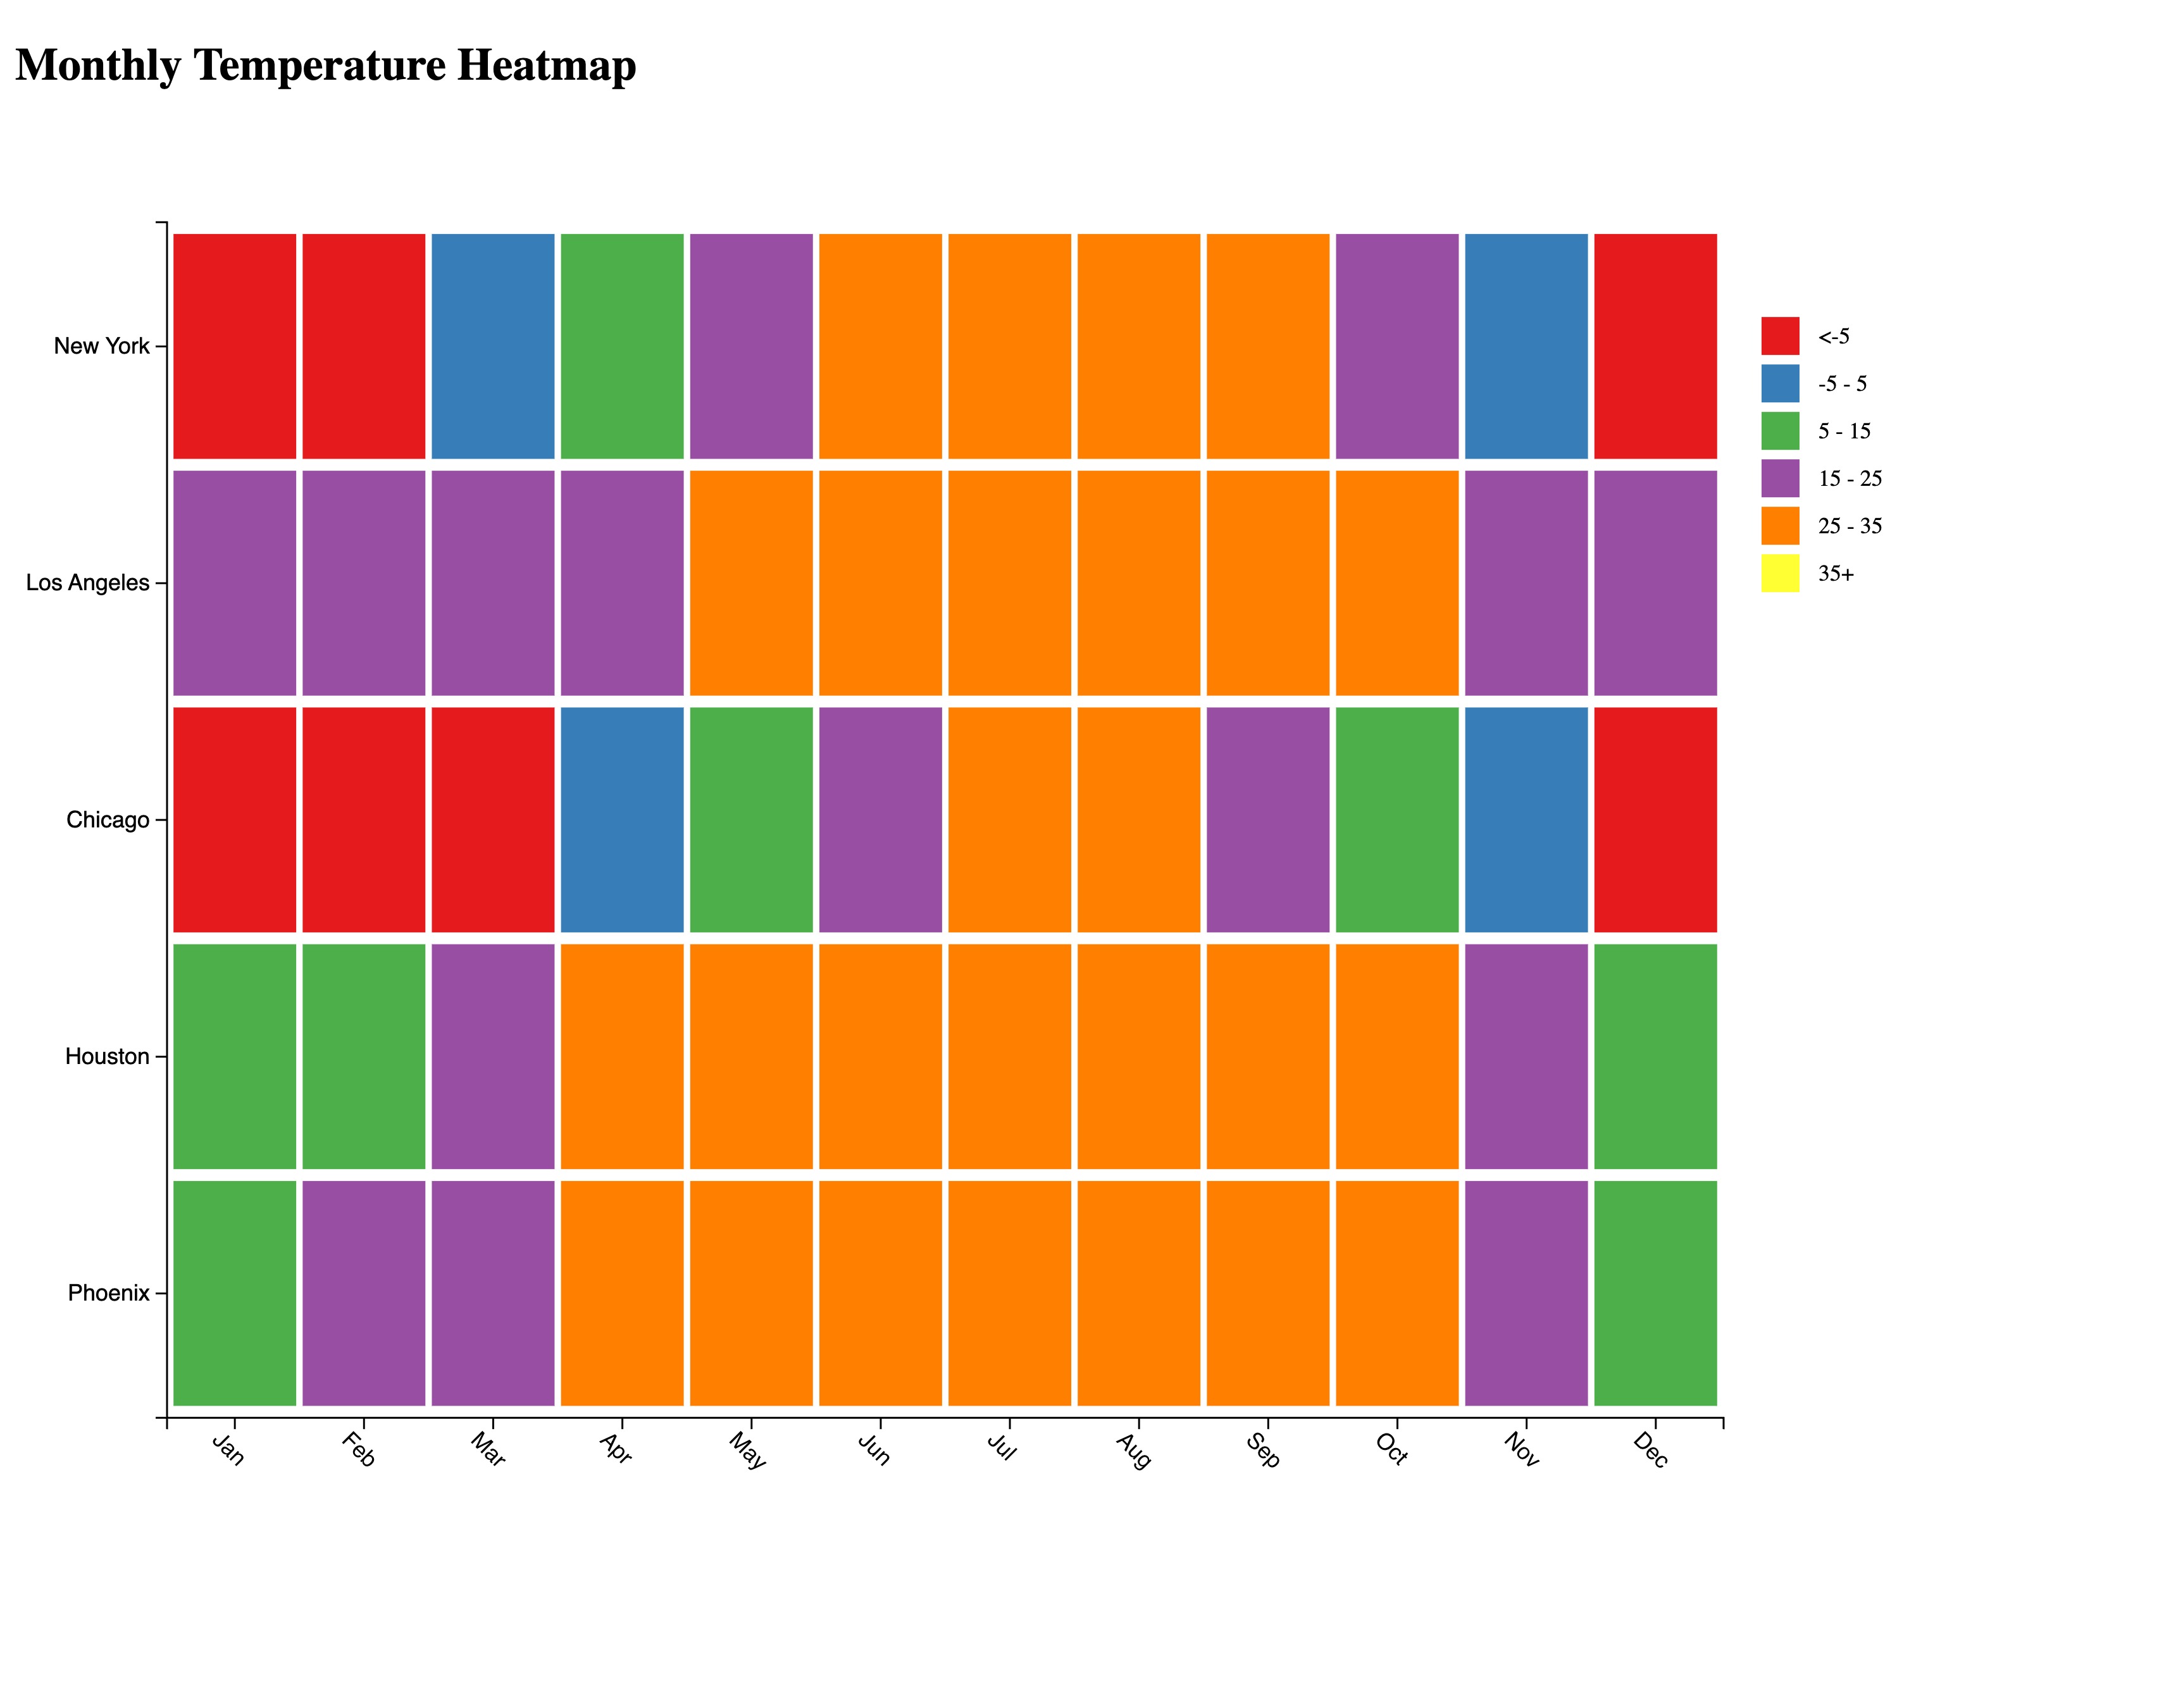 Monthly Temperature Heatmap
New York
Los Angeles
Chicago
Houston
Phoenix
Jan
Feb
Mar
Apr
May
Jun
Jul
Aug
Sep
Oct
Nov
Dec
<-5
-5 - 5
5 - 15
15 - 25
25 - 35
35+